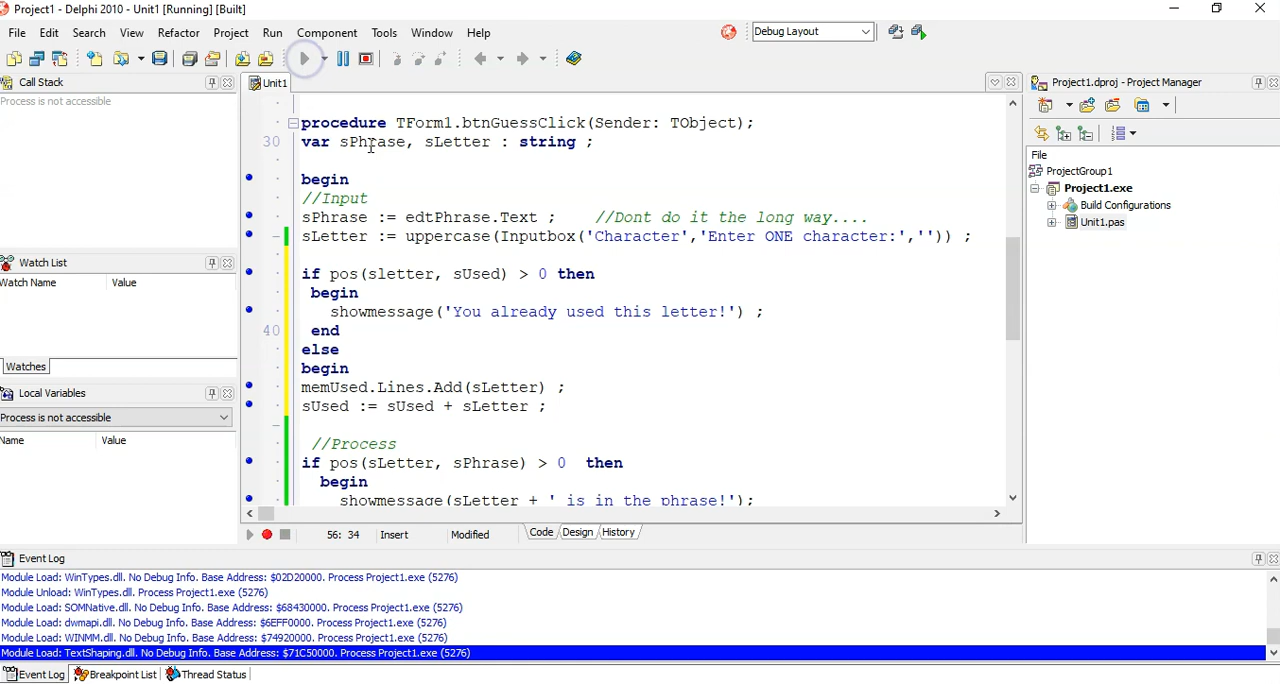 Project1 - Delphi 2010 - Unit1 [Running] [Built]
File Edit Search View Refactor Project Run Component Tools Window Help
Debug Layout
Call Stack
Process is not accessible
Unit1
Project1.dproj - Project Manager
procedure TForm1.btnGuessClick(Sender: TObject);
30 var sPhrase, sLetter : string ;
begin
//Input
sPhrase := edtPhrase.Text ; //Dont do it the long way....
sLetter := uppercase(Inputbox('Character','Enter ONE character:','')) ;
if pos(sletter, sUsed) > 0 then
begin
showmessage('You already used this letter!') ;
40 end
else
begin
memUsed.Lines.Add(sLetter) ;
sUsed := sUsed + sLetter ;
//Process
if pos(sLetter, sPhrase) > 0 then
begin
showmessage(sLetter + ' is in the phrase!');
File
ProjectGroup1
Project1.exe
Build Configurations
Unit1.pas
Watch List
Watch Name Value
Watches
Local Variables
Process is not accessible
Name Value
56: 34 Insert Modified Code Design History
Event Log
Module Load: WinTypes.dll. No Debug Info. Base Address: $02D20000. Process Project1.exe (5276)
Module Unload: WinTypes.dll. Process Project1.exe (5276)
Module Load: SOMNative.dll. No Debug Info. Base Address: $68430000. Process Project1.exe (5276)
Module Load: dwmapi.dll. No Debug Info. Base Address: $6EFF0000. Process Project1.exe (5276)
Module Load: WINMM.dll. No Debug Info. Base Address: $74920000. Process Project1.exe (5276)
Module Load: TextShaping.dll. No Debug Info. Base Address: $71C50000. Process Project1.exe (5276)
Event Log Breakpoint List Thread Status